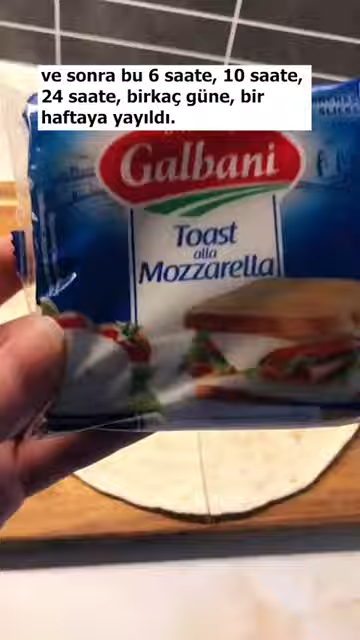 ve sonra bu 6 saate, 10 saate,
24 saate, birkaç güne, bir
haftaya yayıldı.
Galbani
Toast
alla
Mozzarella